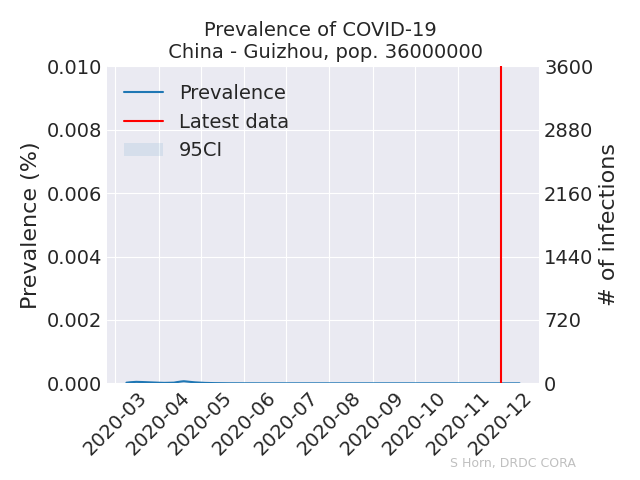 Prevalence of COVID-19
China - Guizhou, pop. 36000000
Prevalence
Latest data
95CI
Prevalence (%)
0.010
0.008
0.006
0.004
0.002
0.000
# of infections
3600
2880
2160
1440
720
0
2020-03
2020-04
2020-05
2020-06
2020-07
2020-08
2020-09
2020-10
2020-11
2020-12
S Horn, DRDC CORA